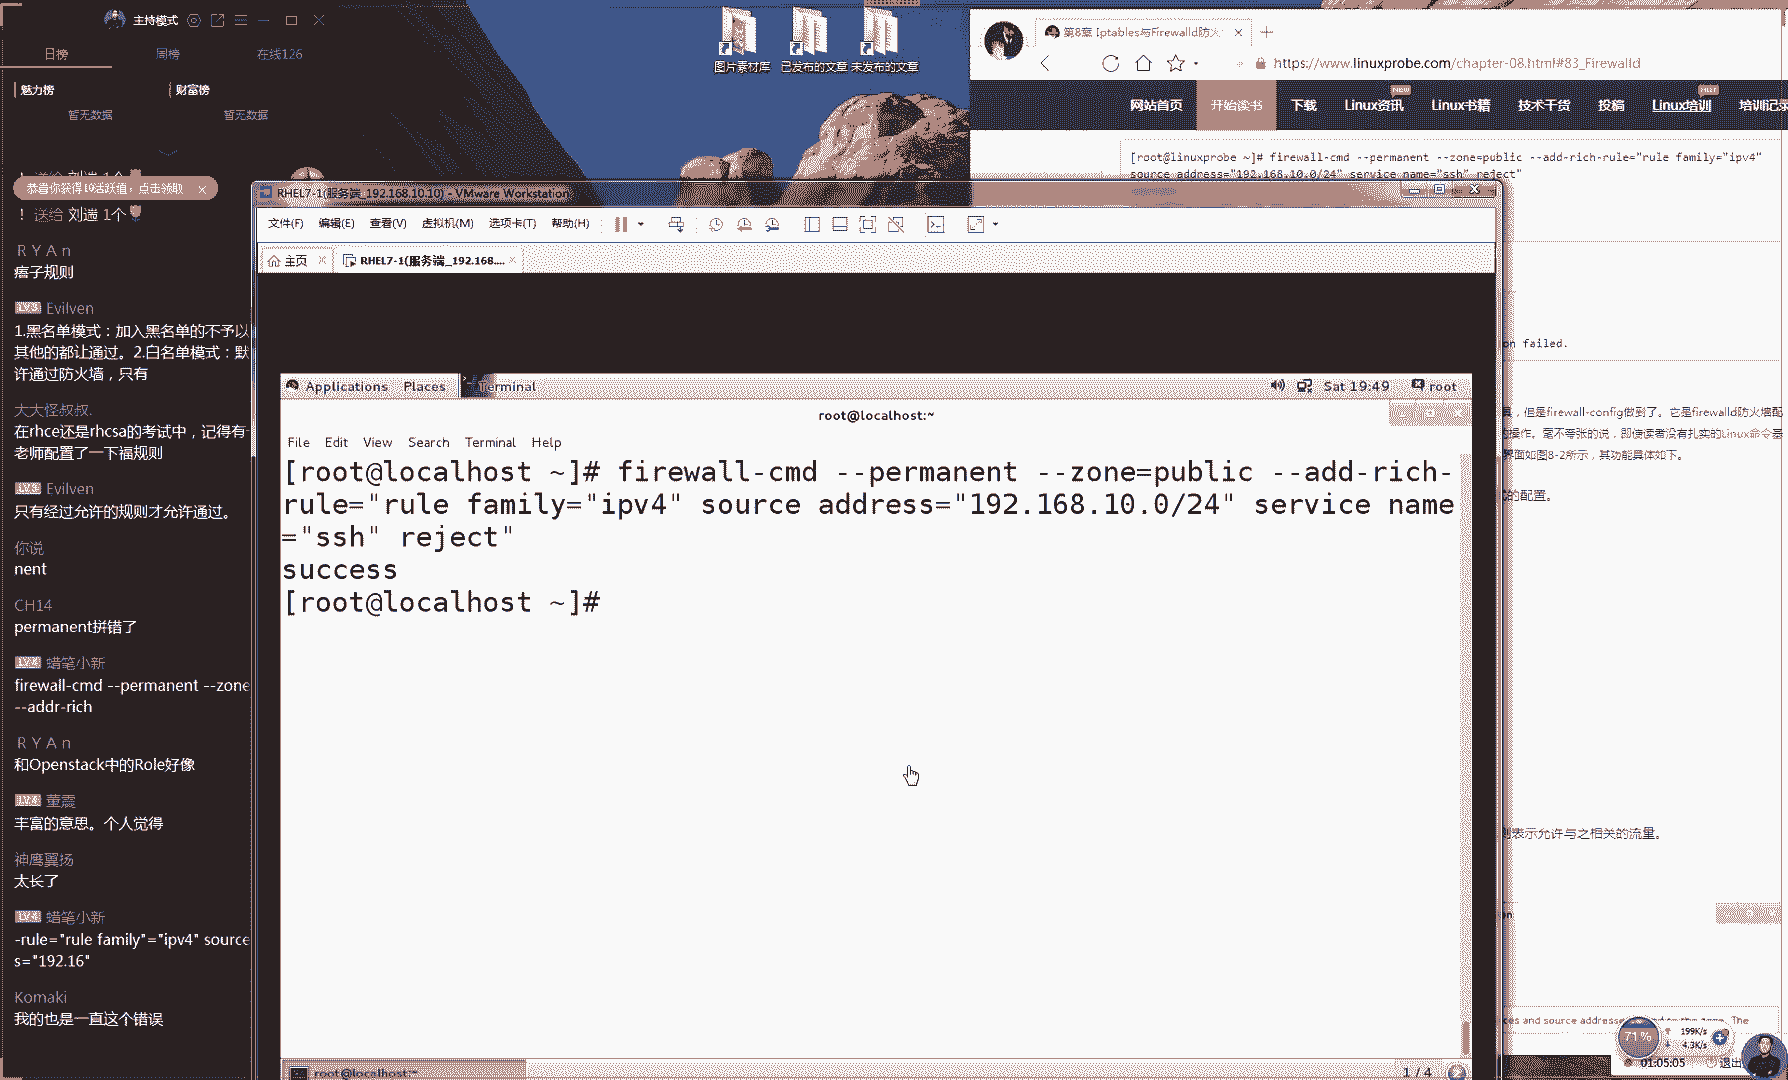 主持模式
日榜 周榜 在线126
魅力榜 财富榜
暂无数据 暂无数据
恭喜你获得10活跃值，点击领取
！ 送给 刘遄 1个
R Y A n
痞子规则
Evilven
1.黑名单模式：加入黑名单的不予以
其他的都让通过。2.白名单模式：默
许通过防火墙，只有
大大怪叔叔.
在rhce还是rhcsa的考试中，记得有
老师配置了一下福规则
Evilven
只有经过允许的规则才允许通过。
你说
nent
CH14
permanent拼错了
蜡笔小新
firewall-cmd --permanent --zone
--addr-rich
R Y A n
和Openstack中的Role好像
董震
丰富的意思。个人觉得
神鹰翼扬
太长了
蜡笔小新
-rule="rule family"="ipv4" source
s="192.16"
Komaki
我的也是一直这个错误
图片素材库 已发布的文章 未发布的文章
第8章 Iptables与Firewalld防火
https://www.linuxprobe.com/chapter-08.html#83_Firewalld
网站首页 开始读书 下载 Linux资讯 Linux书籍 技术干货 投稿 Linux培训 培训记录
NEW
HOT
[root@linuxprobe ~]# firewall-cmd --permanent --zone=public --add-rich-rule="rule family="ipv4"
source address="192.168.10.0/24" service name="ssh" reject"
RHEL7-1(服务端_192.168.10.10) - VMware Workstation
文件(F) 编辑(E) 查看(V) 虚拟机(M) 选项卡(T) 帮助(H)
主页 RHEL7-1(服务端_192.168....
Applications Places Terminal Sat 19:49 root
root@localhost:~
File Edit View Search Terminal Help
[root@localhost ~]# firewall-cmd --permanent --zone=public --add-rich-
rule="rule family="ipv4" source address="192.168.10.0/24" service name
="ssh" reject"
success
[root@localhost ~]#
root@localhost:~ 1 / 4
on failed.
，但是firewall-config做到了。它是firewalld防火墙配
的操作。毫不夸张的说，即使读者没有扎实的Linux命令基
界面如图8-2所示，其功能具体如下。
的配置。
则表示允许与之相关的流量。
ces and source addresses The
71%
199K/s
4.3K/s
01:05:05 退出